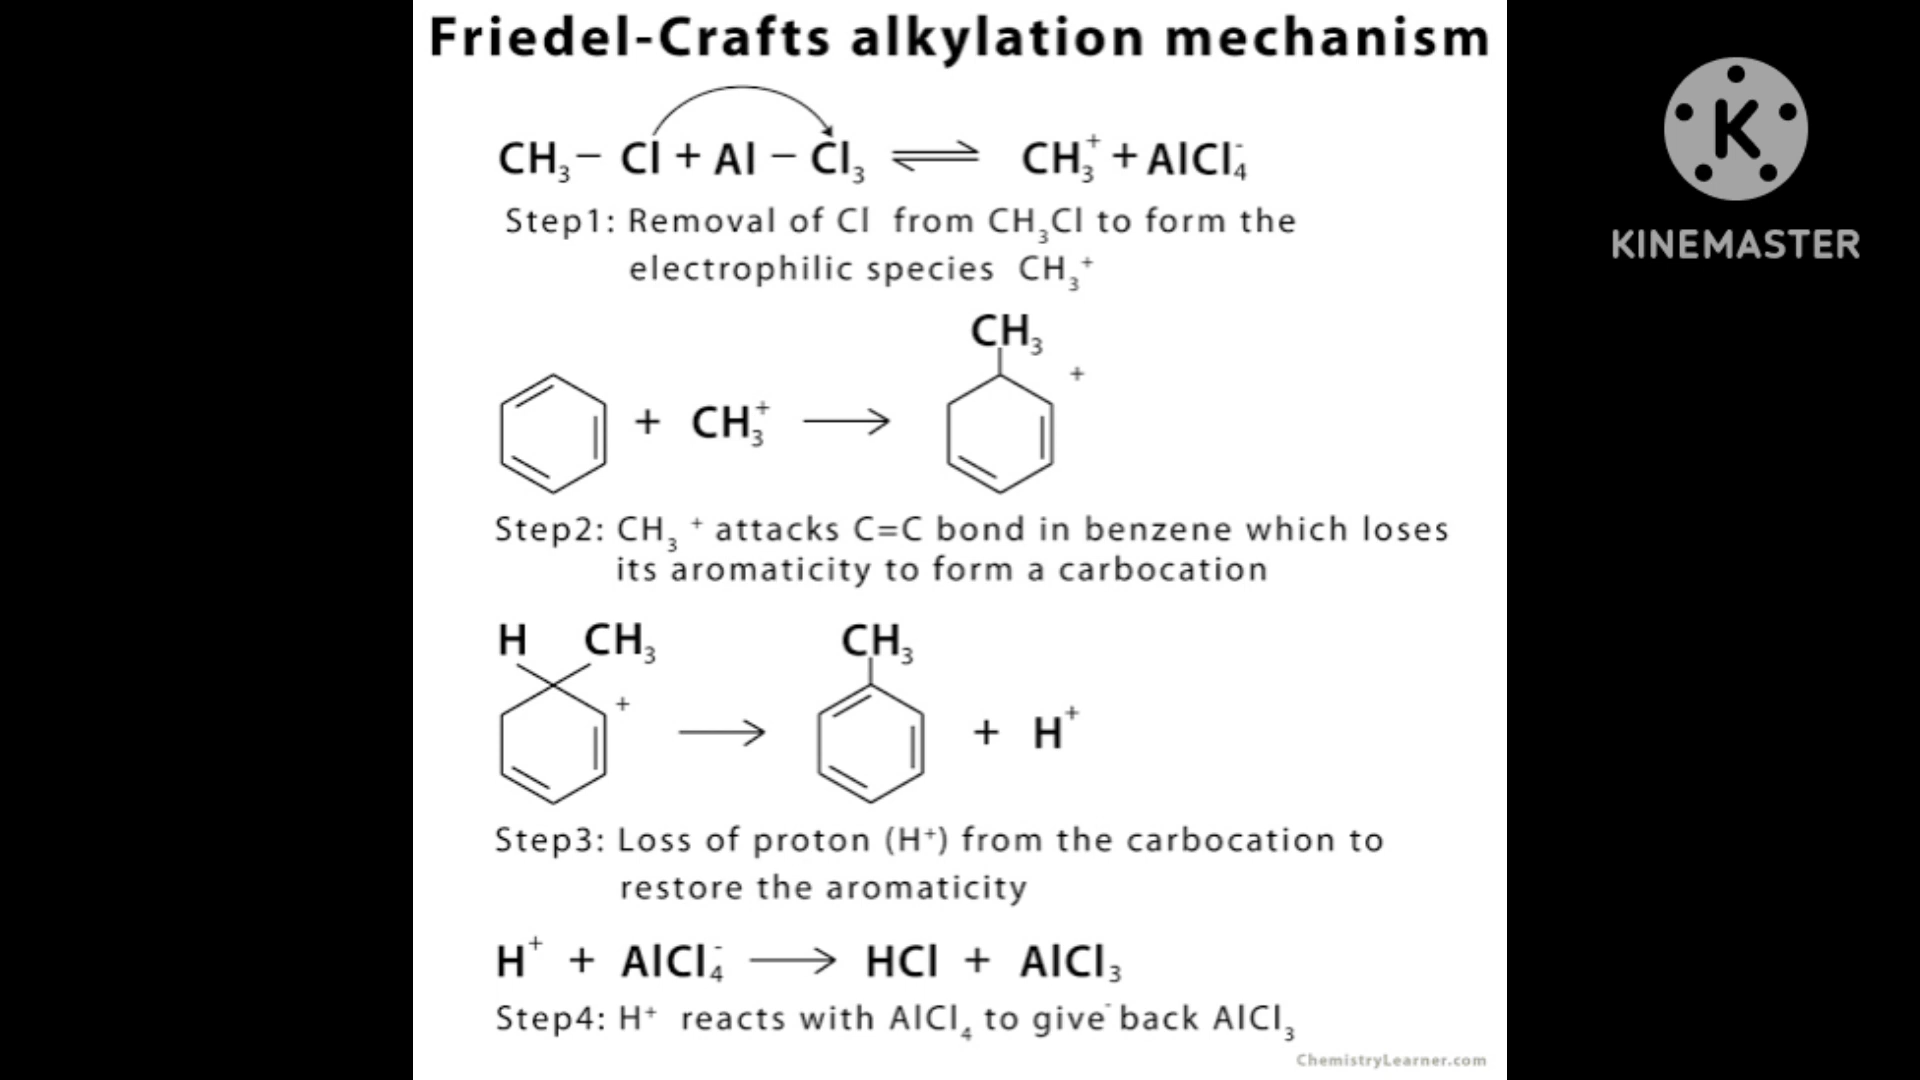 Friedel-Crafts alkylation mechanism
K
KINEMASTER
CH₃ – Cl + Al – Cl₃ ⇌ CH₃⁺ + AlCl₄⁻
Step1: Removal of Cl from CH₃Cl to form the
electrophilic species CH₃⁺
CH₃
+
+ CH₃⁺ ⟶
Step2: CH₃ ⁺ attacks C=C bond in benzene which loses
its aromaticity to form a carbocation
H CH₃ CH₃
+ ⟶ + H⁺
Step3: Loss of proton (H⁺) from the carbocation to
restore the aromaticity
H⁺ + AlCl₄⁻ ⟶ HCl + AlCl₃
Step4: H⁺ reacts with AlCl₄ to give⁻ back AlCl₃
ChemistryLearner.com